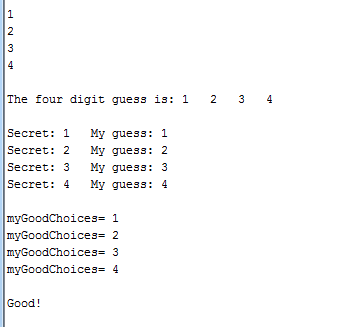 1
2
3
4
The four digit guess is: 1   2   3   4
Secret: 1   My guess: 1
Secret: 2   My guess: 2
Secret: 3   My guess: 3
Secret: 4   My guess: 4
myGoodChoices= 1
myGoodChoices= 2
myGoodChoices= 3
myGoodChoices= 4
Good!